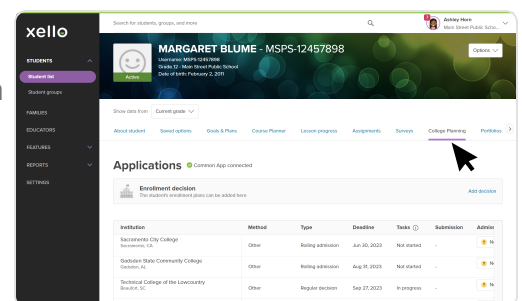 xello
Search for students, groups, and more
Ashley Horn
Main Street Public Schoo...
STUDENTS
Student list
Student groups
FAMILIES
EDUCATORS
FEATURES
REPORTS
SETTINGS
MARGARET BLUME - MSPS-12457898
Username: MSPS-12457898
Grade 12 - Main Street Public School
Date of birth: February 2, 2011
Active
Options
Show data from Current grade
About student Saved options Goals & Plans Course Planner Lesson progress Assignments Surveys College Planning Portfolios
Applications Common App connected
Enrollment decision
The student's enrollment plans can be added here
Add decision
Institution Method Type Deadline Tasks Submission Admiss
Sacramento City College
Sacramento, CA
Other Rolling admission Jun 30, 2023 Not started -
Gadsden State Community College
Gadsden, AL
Other Rolling admission Aug 31, 2023 Not started -
Technical College of the Lowcountry
Beaufort, SC
Other Regular decision Sep 27, 2023 In progress -